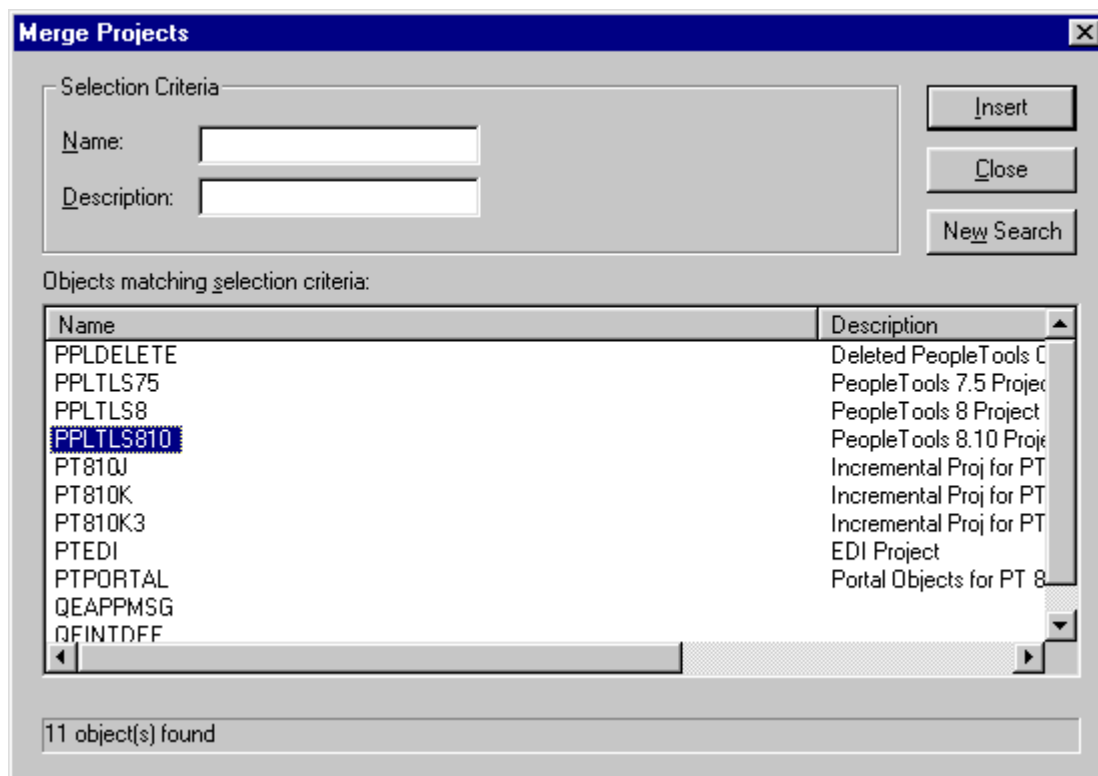 Merge Projects
Selection Criteria
Insert
Name:
Close
Description:
New Search
Objects matching selection criteria:
Name Description
PPLDELETE Deleted PeopleTools
PPLTLS75 PeopleTools 7.5 Projec
PPLTLS8 PeopleTools 8 Project
PPLTLS810 PeopleTools 8.10 Proje
PT810J Incremental Proj for PT
PT810K Incremental Proj for PT
PT810K3 Incremental Proj for PT
PTEDI EDI Project
PTPORTAL Portal Objects for PT 8
QEAPPMSG
11 object(s) found